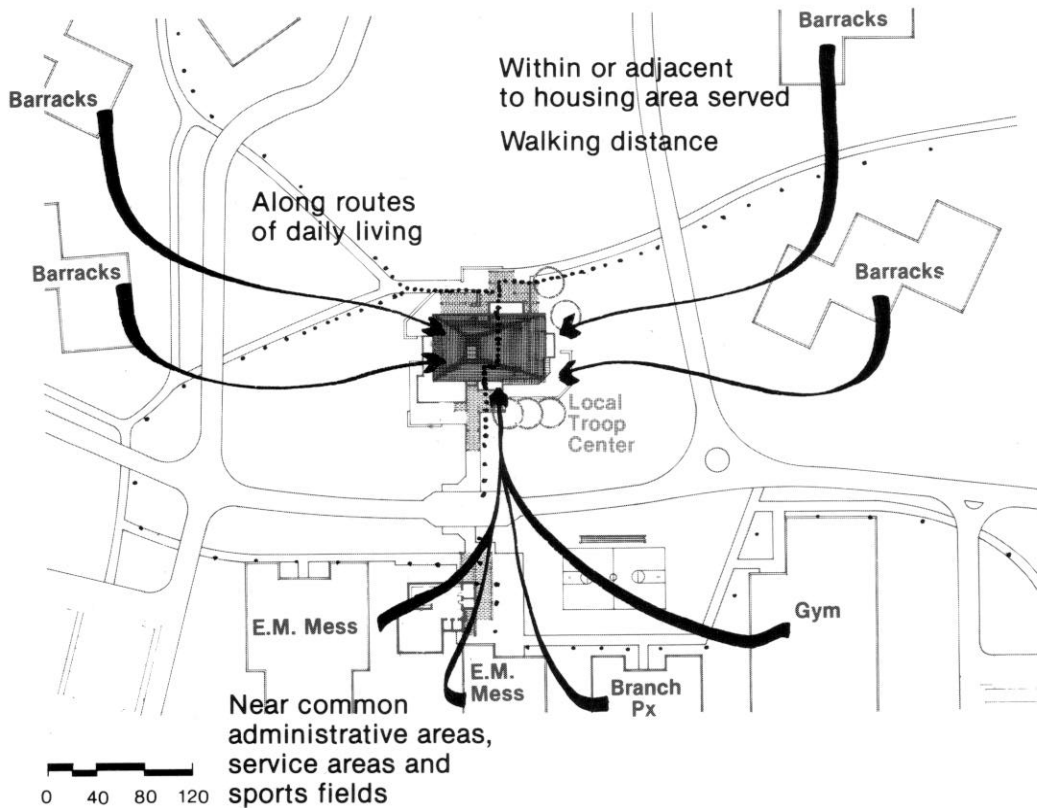 Barracks
Barracks
Within or adjacent
to housing area served
Walking distance
Along routes
of daily living
Barracks
Barracks
Local
Troop
Center
E.M. Mess
Gym
E.M.
Mess
Branch
Px
Near common
administrative areas,
service areas and
sports fields
0 40 80 120